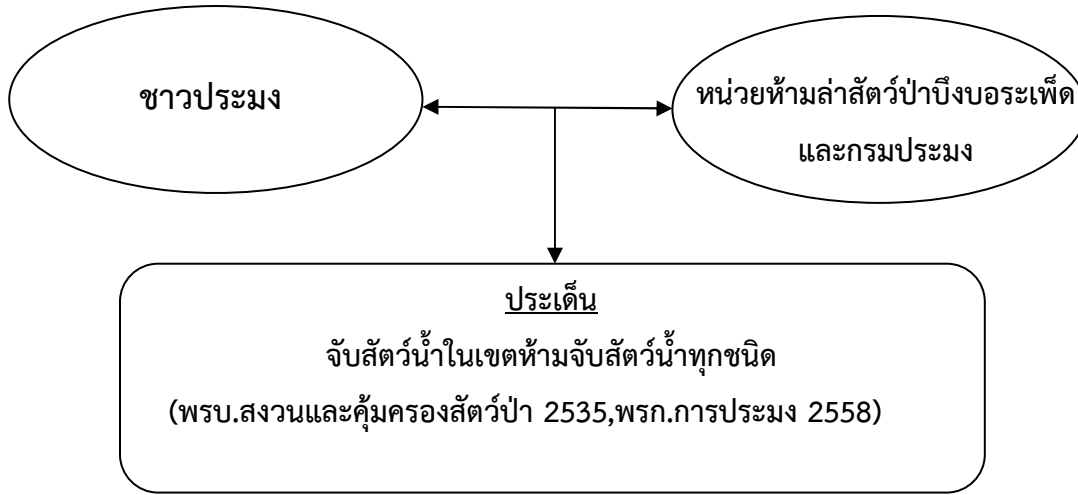 ชาวประมง
หน่วยห้ามล่าสัตว์ป่าบึงบอระเพ็ด
และกรมประมง
ประเด็น
จับสัตว์น้ำในเขตห้ามจับสัตว์น้ำทุกชนิด
(พรบ.สงวนและคุ้มครองสัตว์ป่า 2535,พรก.การประมง 2558)